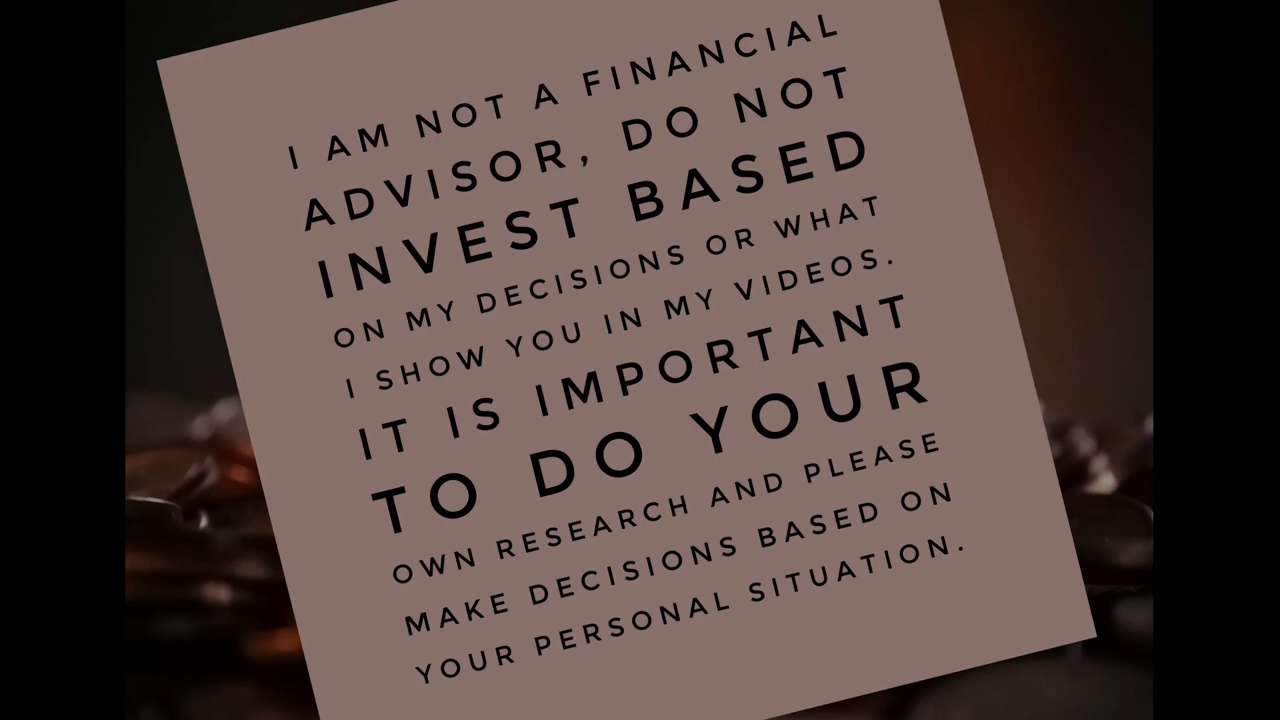 I AM NOT A FINANCIAL
ADVISOR, DO NOT
INVEST BASED
ON MY DECISIONS OR WHAT
I SHOW YOU IN MY VIDEOS.
IT IS IMPORTANT
TO DO YOUR
OWN RESEARCH AND PLEASE
MAKE DECISIONS BASED ON
YOUR PERSONAL SITUATION.